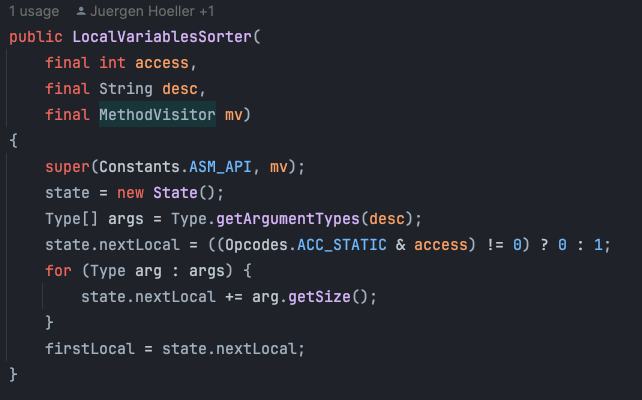 1 usage Juergen Hoeller +1
public LocalVariablesSorter(
    final int access,
    final String desc,
    final MethodVisitor mv)
{
    super(Constants.ASM_API, mv);
    state = new State();
    Type[] args = Type.getArgumentTypes(desc);
    state.nextLocal = ((Opcodes.ACC_STATIC & access) != 0) ? 0 : 1;
    for (Type arg : args) {
        state.nextLocal += arg.getSize();
    }
    firstLocal = state.nextLocal;
}